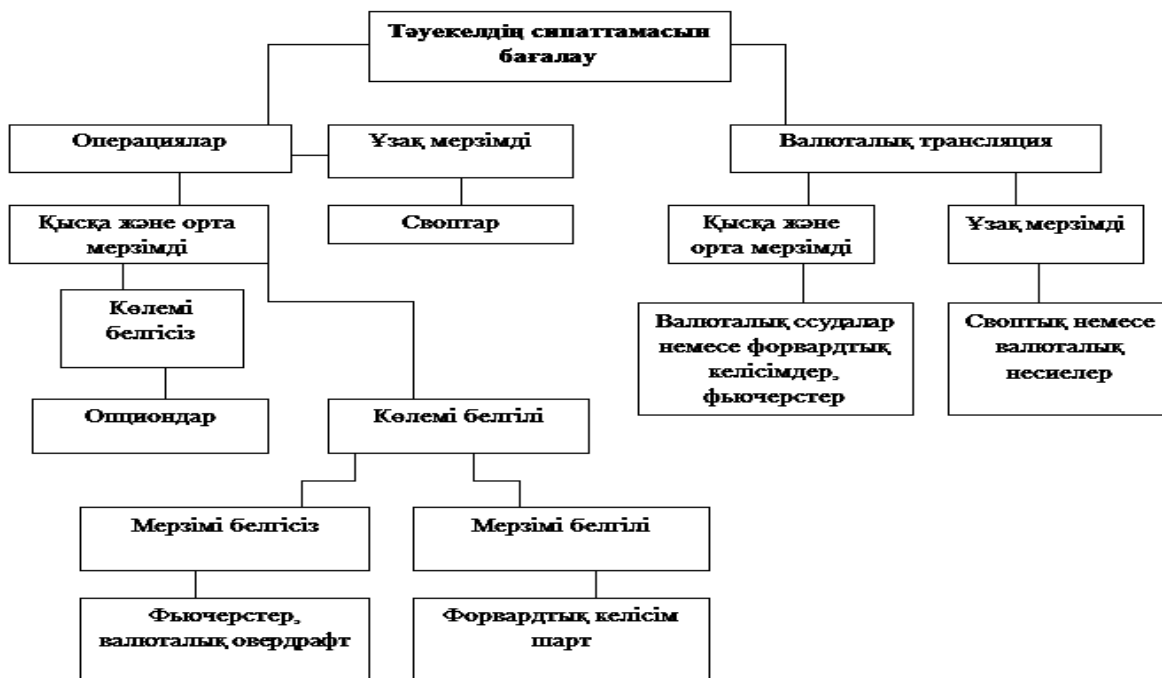 Тәуекелдің сипаттамасын
бағалау
Операциялар
Ұзақ мерзімді
Валюталық трансляция
Қысқа және орта
мерзімді
Своптар
Қысқа және
орта мерзімді
Ұзақ мерзімді
Көлемі
белгісіз
Валюталық ссудалар
немесе форвардтық
келісімдер,
фьючерстер
Своптық немесе
валюталық
несиелер
Опциондар
Көлемі белгілі
Мерзімі белгісіз
Мерзімі белгілі
Фьючерстер,
валюталық овердрафт
Форвардтық келісім
шарт